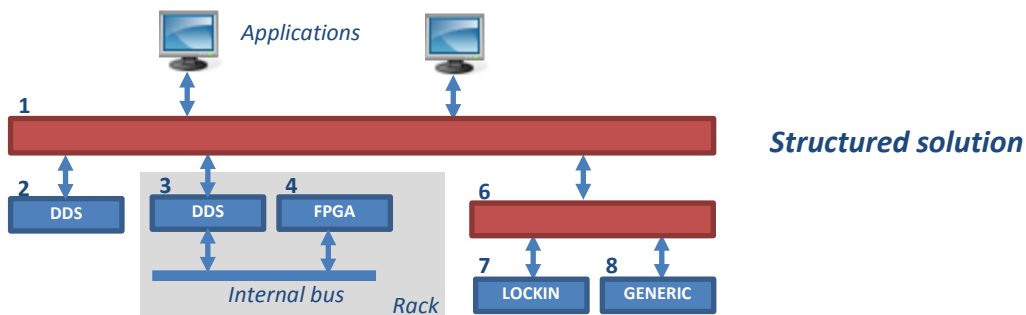 Applications
1
Structured solution
2
3
4
6
DDS
DDS
FPGA
7
8
Internal bus
LOCKIN
GENERIC
Rack